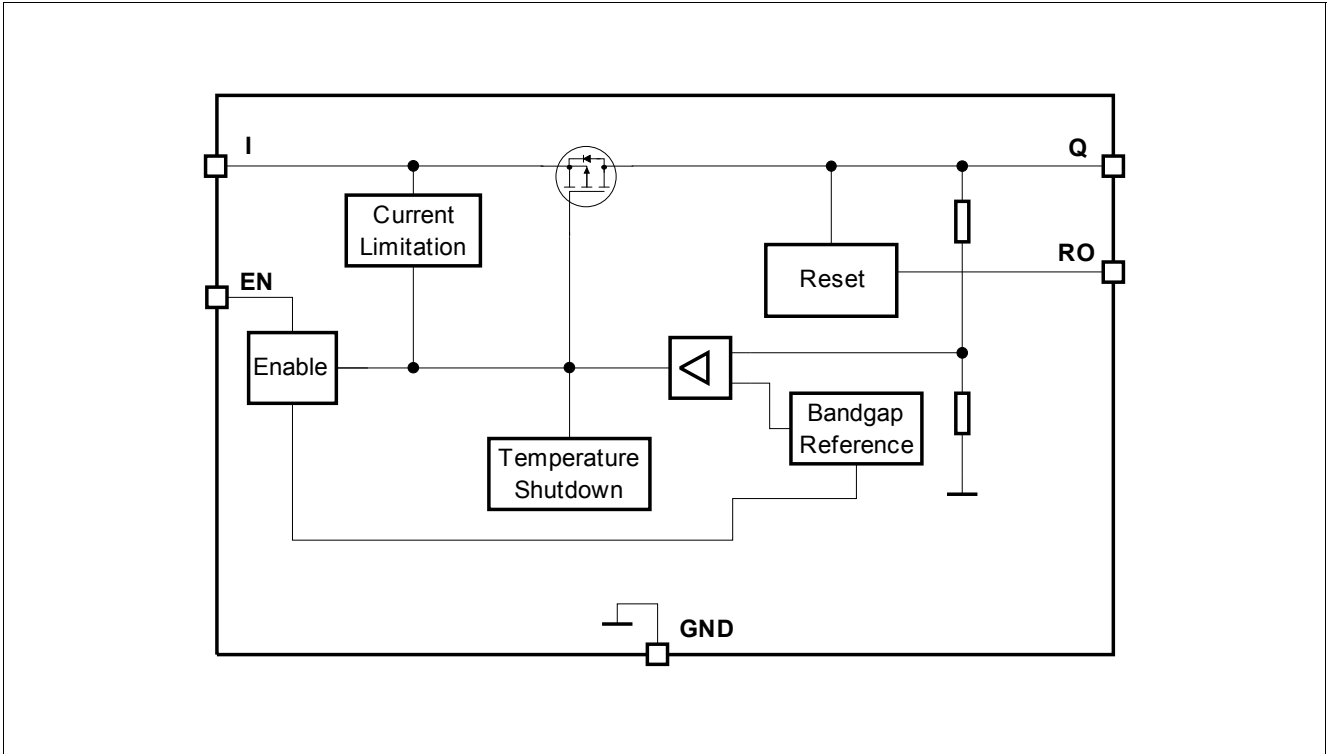 I
Q
Current
Limitation
RO
EN
Reset
Enable
Bandgap
Reference
Temperature
Shutdown
GND